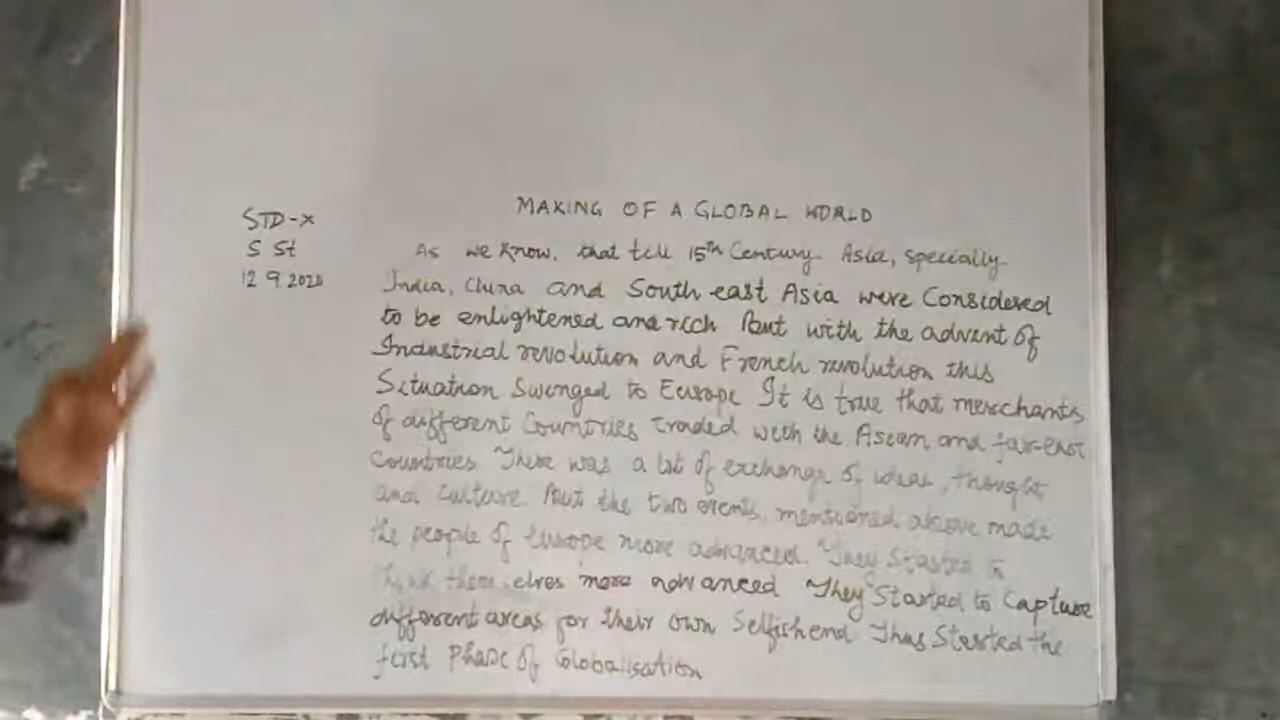 STD-X
S St
12 9.2020
MAKING OF A GLOBAL WORLD
As we know, that till 15th Century Asia, specially
India, China and South east Asia were Considered
to be enlightened and rich But with the advent of
Industrial revolution and French revolution this
Situation Swinged to Europe It is true that merchants
of different Countries traded with the Asean and far-east
Countries There was a lot of exchange of ideas, thought
and culture But the two events, mentioned above made
the people of Europe more advanced. They Started to
more advanced They Started to Capture
different areas for their own Selfish end Thus Started the
first Phase of Globalisation